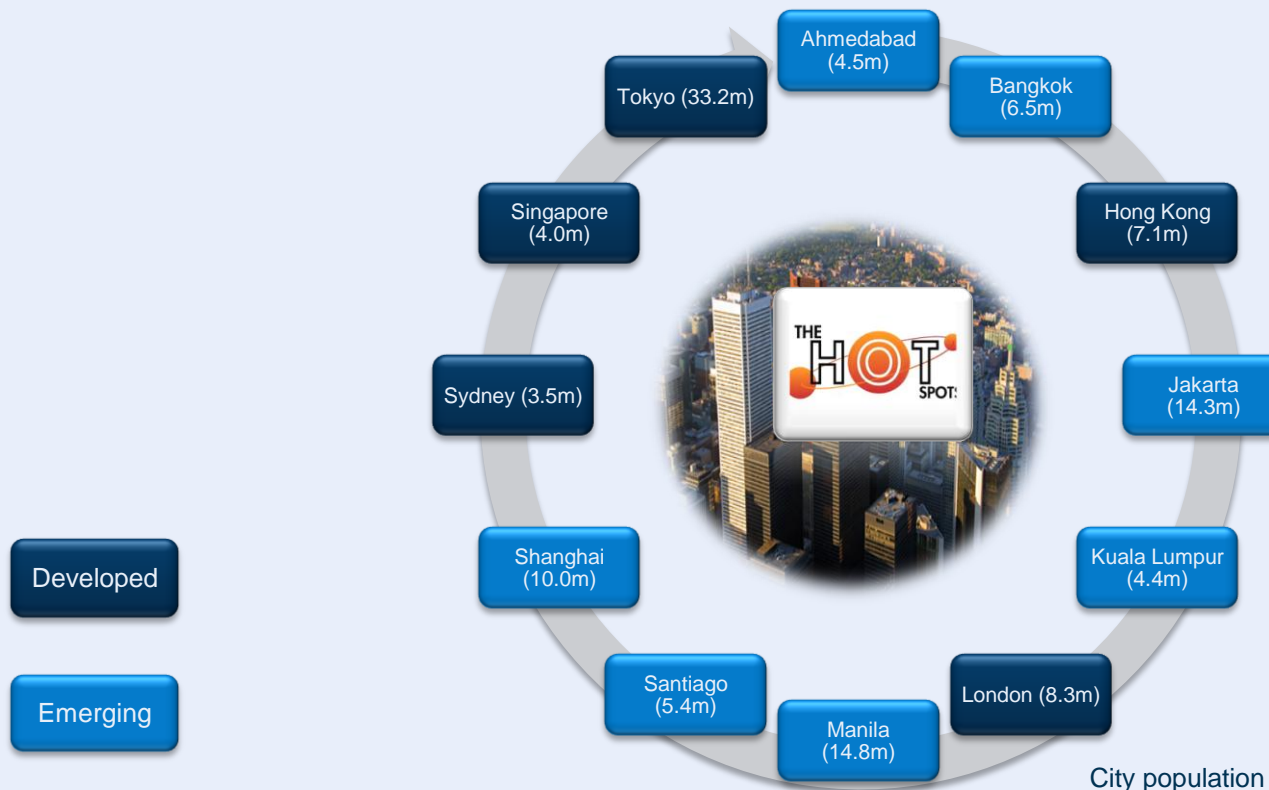 Ahmedabad
(4.5m)
Bangkok
(6.5m)
Hong Kong
(7.1m)
Jakarta
(14.3m)
Kuala Lumpur
(4.4m)
London (8.3m)
Manila
(14.8m)
Santiago
(5.4m)
Shanghai
(10.0m)
Sydney (3.5m)
Singapore
(4.0m)
Tokyo (33.2m)
THE
HOT
SPOTS
Developed
Emerging
City population